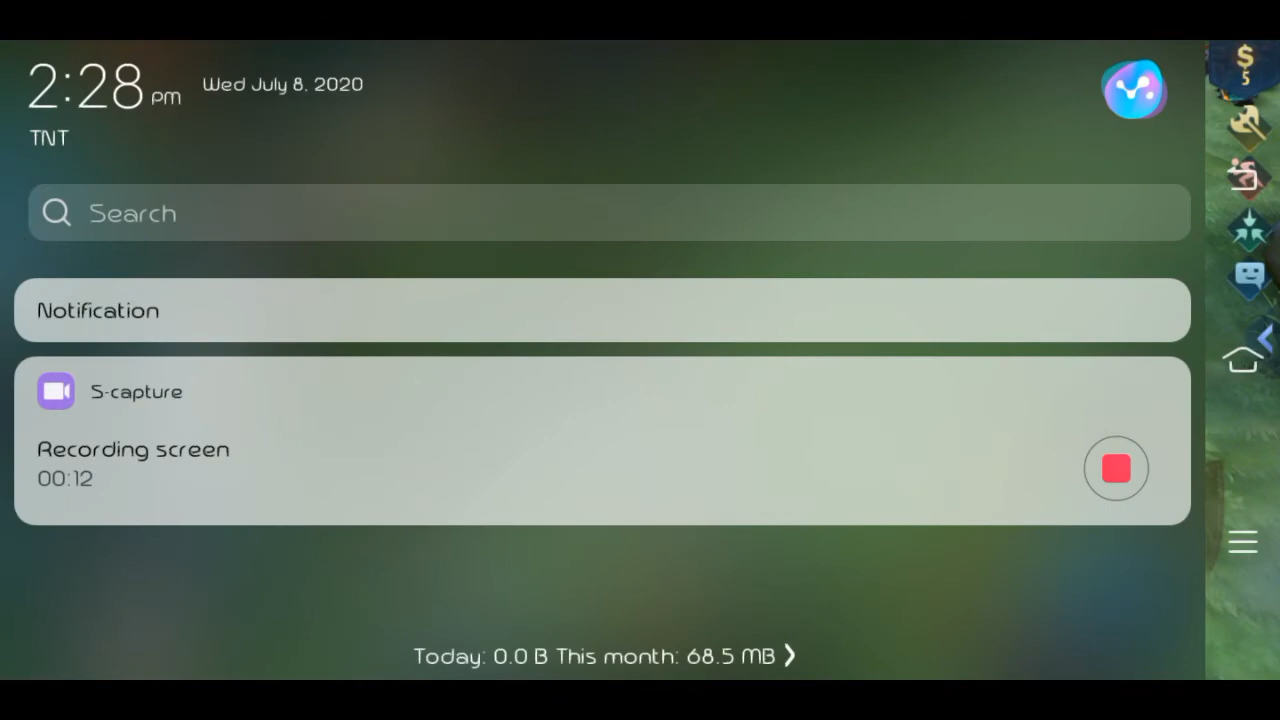 2:28 pm Wed July 8, 2020
TNT
$
5
Search
Notification
S-capture
Recording screen
00:12
Today: 0.0 B This month: 68.5 MB